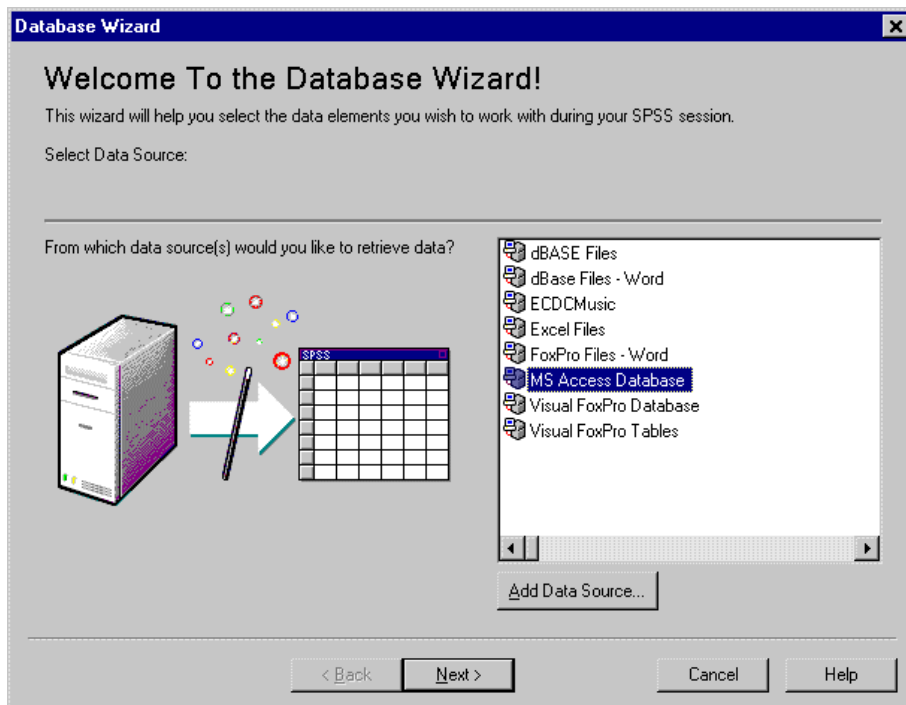 Database Wizard
Welcome To the Database Wizard!
This wizard will help you select the data elements you wish to work with during your SPSS session.
Select Data Source:
From which data source(s) would you like to retrieve data?
SPSS
dBASE Files
dBase Files - Word
ECDCMusic
Excel Files
FoxPro Files - Word
MS Access Database
Visual FoxPro Database
Visual FoxPro Tables
Add Data Source...
< Back
Next >
Cancel
Help